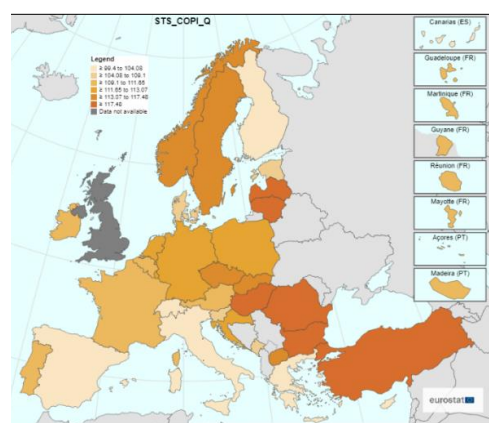 STS_COPI_Q
Legend
≥ 99.4 to 104.08
≥ 104.08 to 109.1
≥ 109.1 to 111.65
≥ 111.65 to 113.07
≥ 113.07 to 117.48
≥ 117.48
Data not available
Canarias (ES)
Guadeloupe (FR)
Martinique (FR)
Guyane (FR)
Réunion (FR)
Mayotte (FR)
Açores (PT)
Madeira (PT)
eurostat